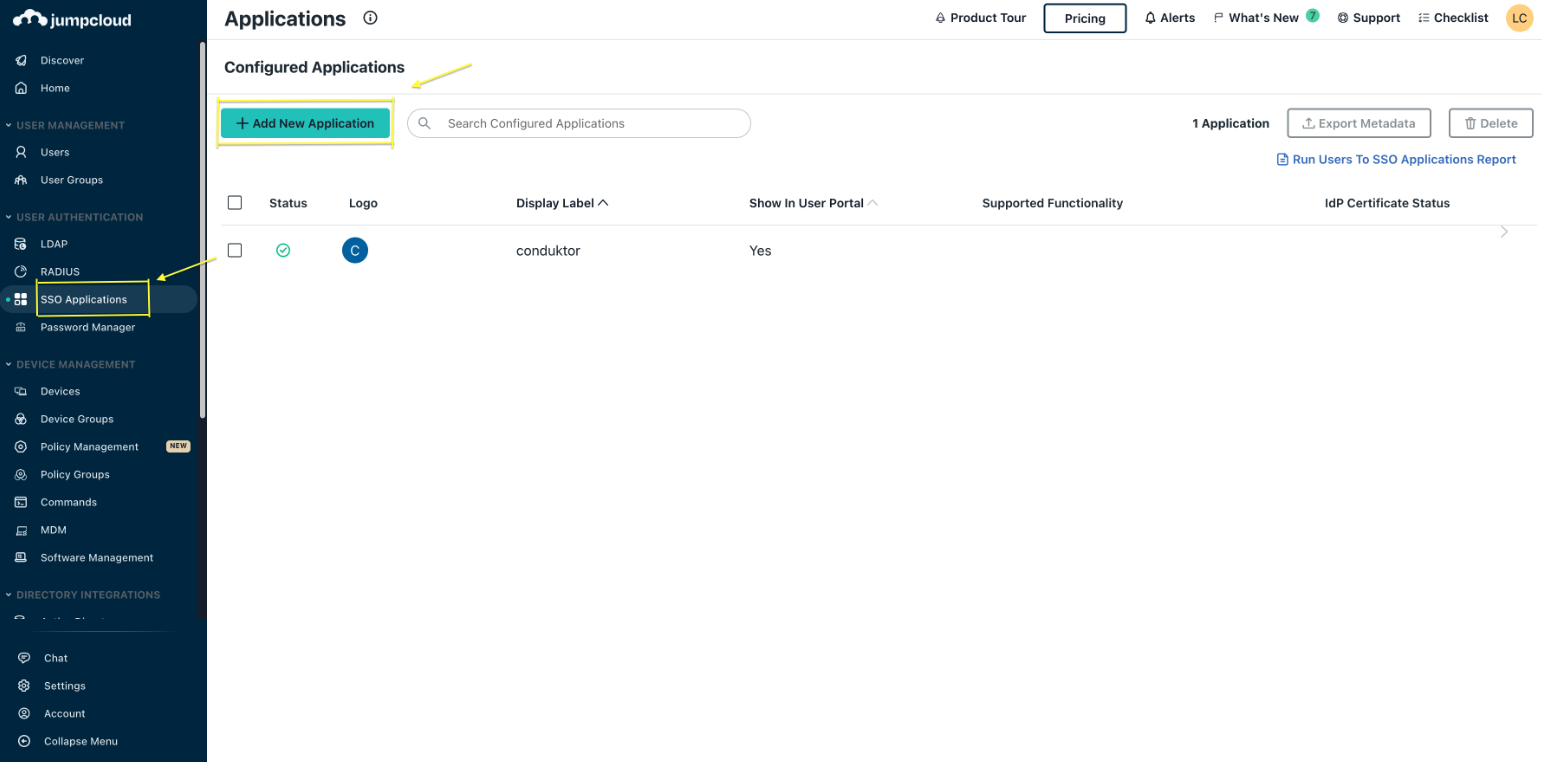 jumpcloud
Discover
Home
USER MANAGEMENT
Users
User Groups
USER AUTHENTICATION
LDAP
RADIUS
SSO Applications
Password Manager
DEVICE MANAGEMENT
Devices
Device Groups
Policy Management NEW
Policy Groups
Commands
MDM
Software Management
DIRECTORY INTEGRATIONS
Chat
Settings
Account
Collapse Menu
Applications
Product Tour Pricing Alerts What's New 7 Support Checklist LC
Configured Applications
Add New Application Search Configured Applications 1 Application Export Metadata Delete
Run Users To SSO Applications Report
Status Logo Display Label Show In User Portal Supported Functionality IdP Certificate Status
C conduktor Yes